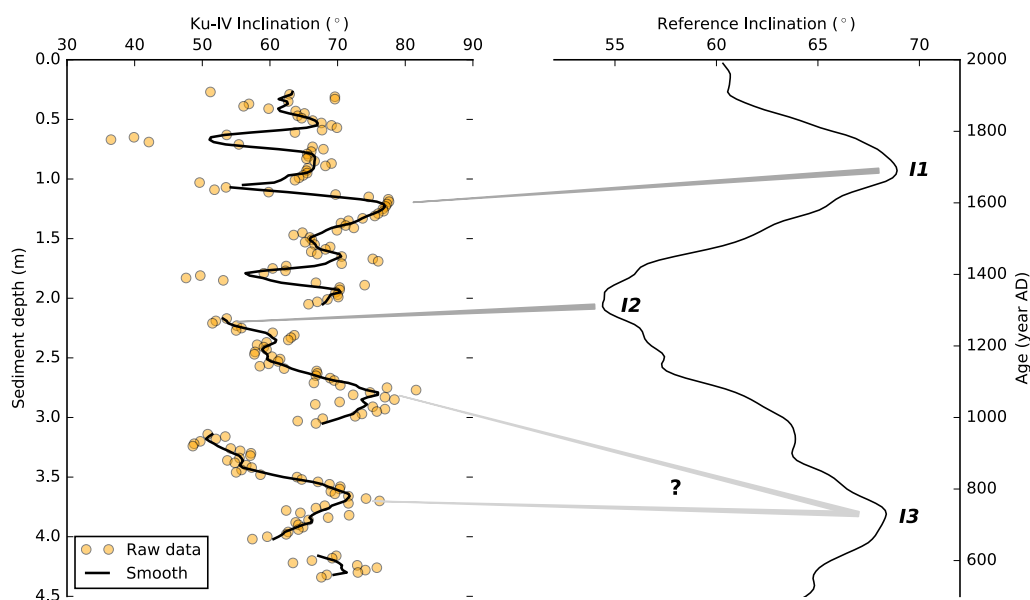 Ku-IV Inclination (°)
Reference Inclination (°)
30 40 50 60 70 80 90
55 60 65 70
0.0
0.5
1.0
1.5
2.0
2.5
3.0
3.5
4.0
4.5
Sediment depth (m)
2000
1800
1600
1400
1200
1000
800
600
Age (year AD)
I1
I2
?
I3
Raw data
Smooth